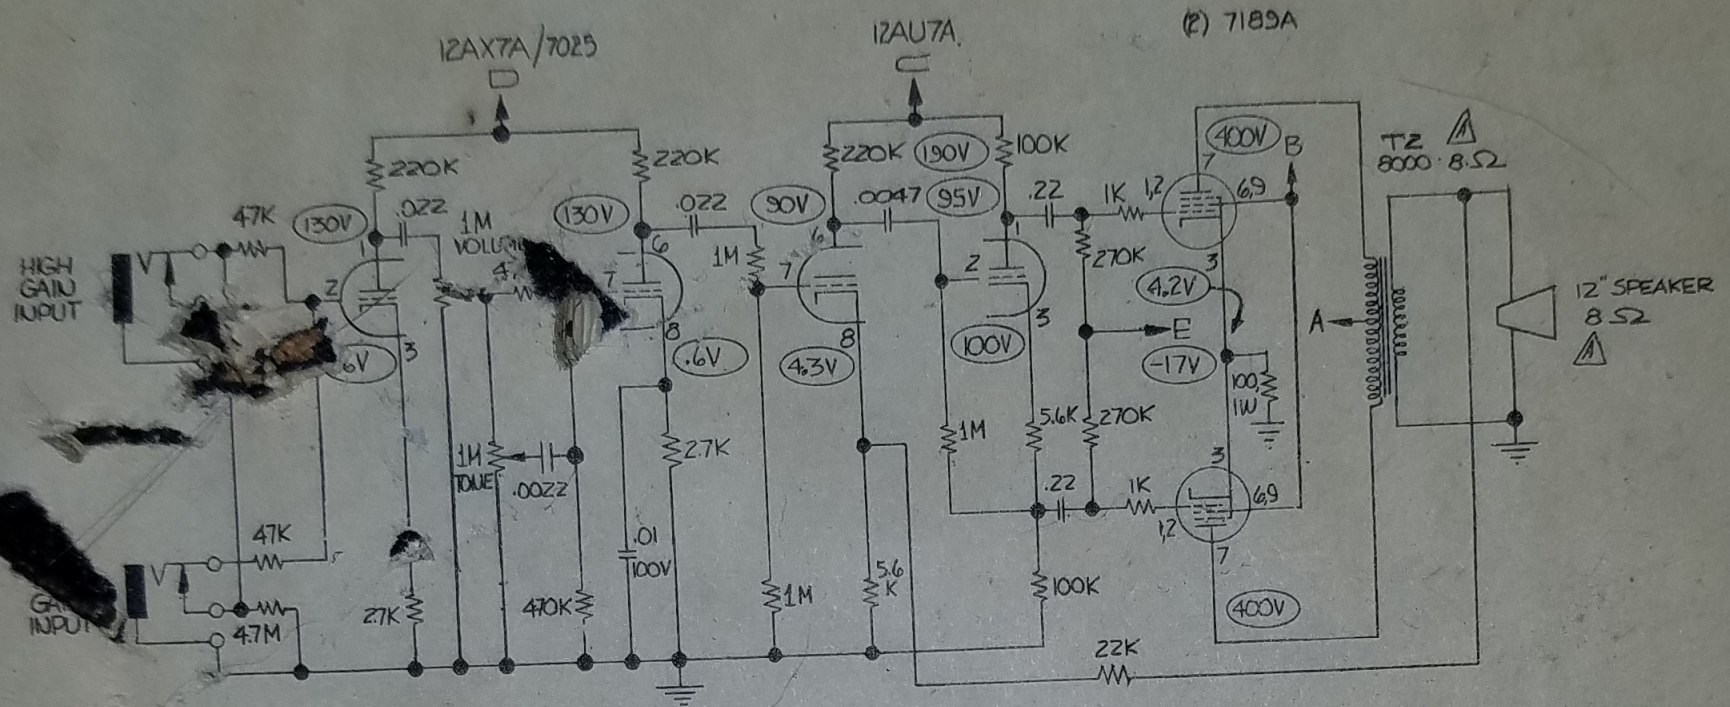 12AX7A/7025
12AU7A
(2) 7189A
D
C
HIGH
GAIN
INPUT
47K
V
2
130V
1
220K
.022
3
6V
1M
130V
220K
.022
6
7
8
.6V
1M
TONE
.0022
27K
470K
.01
100V
2.7K
47K
V
INPUT
47M
1M
90V
220K
6
7
8
4.3V
.0047
1M
5.6
K
190V
100K
95V
1
2
3
100V
1M
5.6K
100K
.22
1K
1,2
270K
E
270K
.22
1K
1,2
400V
7
B
6,9
3
4.2V
-17V
100,
1W
3
6,9
7
400V
A
T2
8000 : 8Ω
12" SPEAKER
8Ω
22K